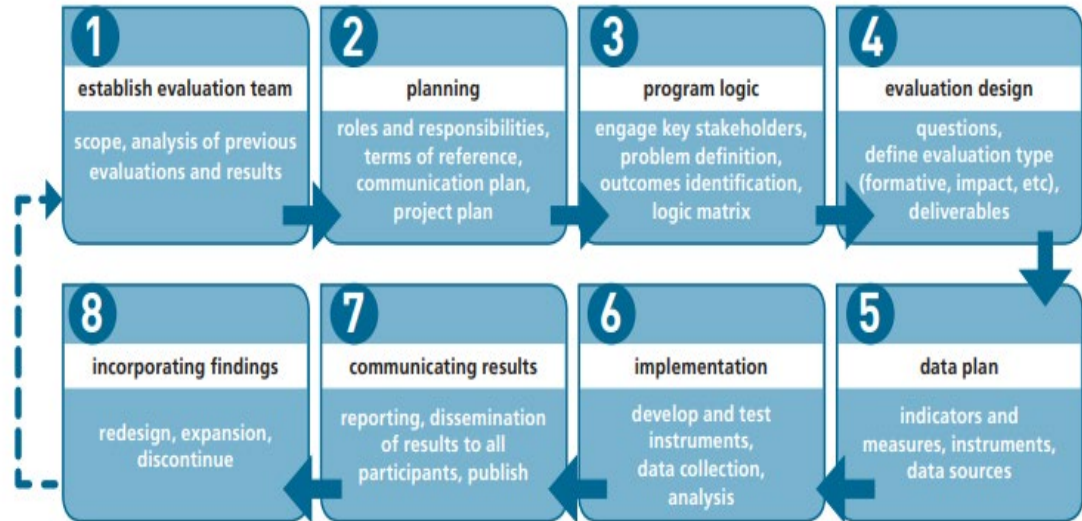 1
establish evaluation team
scope, analysis of previous
evaluations and results
2
planning
roles and responsibilities,
terms of reference,
communication plan,
project plan
3
program logic
engage key stakeholders,
problem definition,
outcomes identification,
logic matrix
4
evaluation design
questions,
define evaluation type
(formative, impact, etc),
deliverables
5
data plan
indicators and
measures, instruments,
data sources
6
implementation
develop and test
instruments,
data collection,
analysis
7
communicating results
reporting, dissemination
of results to all
participants, publish
8
incorporating findings
redesign, expansion,
discontinue